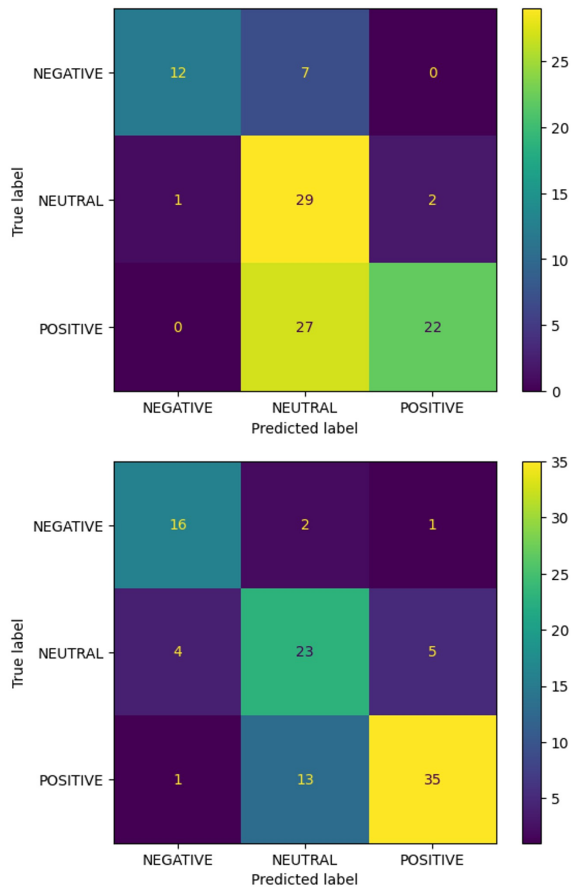 NEGATIVE 12 7 0
NEUTRAL 1 29 2
POSITIVE 0 27 22
True label
NEGATIVE NEUTRAL POSITIVE
Predicted label
25
20
15
10
5
0
NEGATIVE 16 2 1
NEUTRAL 4 23 5
POSITIVE 1 13 35
True label
NEGATIVE NEUTRAL POSITIVE
Predicted label
35
30
25
20
15
10
5